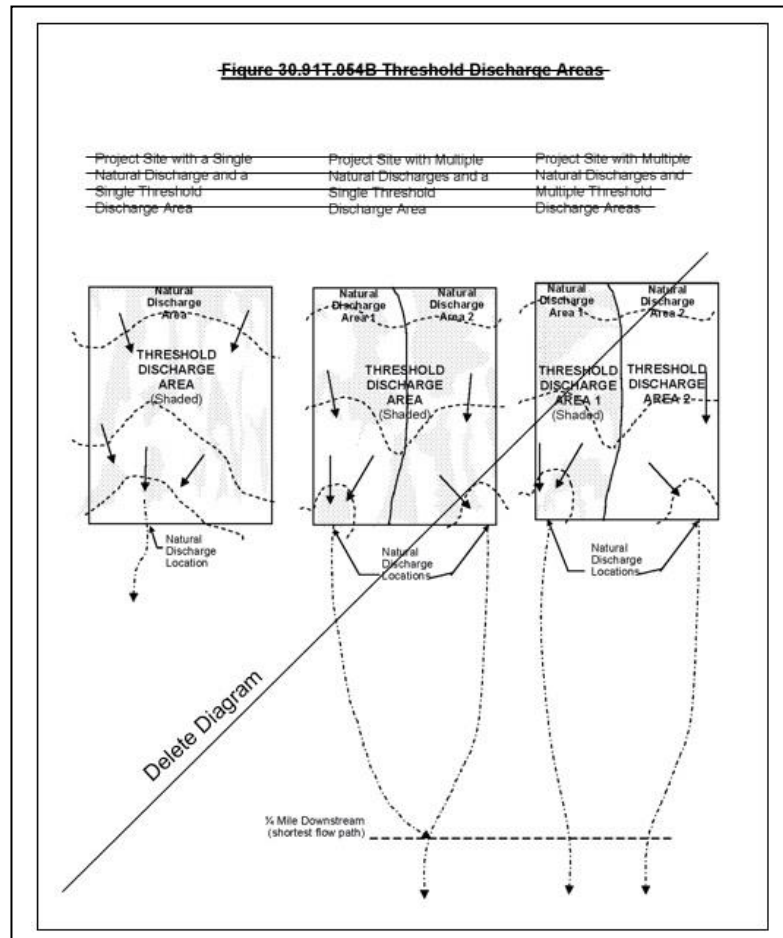 Figure 30.91T.054B Threshold Discharge Areas
Project Site with a Single
Natural Discharge and a
Single Threshold
Discharge Area
Project Site with Multiple
Natural Discharges and a
Single Threshold
Discharge Area
Project Site with Multiple
Natural Discharges and
Multiple Threshold
Discharge Areas
Natural
Discharge
Area
THRESHOLD
DISCHARGE
AREA
(Shaded)
Natural
Discharge
Location
Natural
Discharge
Area 1
Natural
Discharge
Area 2
THRESHOLD
DISCHARGE
AREA
(Shaded)
Natural
Discharge
Locations
Natural
Discharge
Area 1
Natural
Discharge
Area 2
THRESHOLD
DISCHARGE
AREA 1
(Shaded)
THRESHOLD
DISCHARGE
AREA 2
Natural
Discharge
Locations
Delete Diagram
¼ Mile Downstream
(shortest flow path)